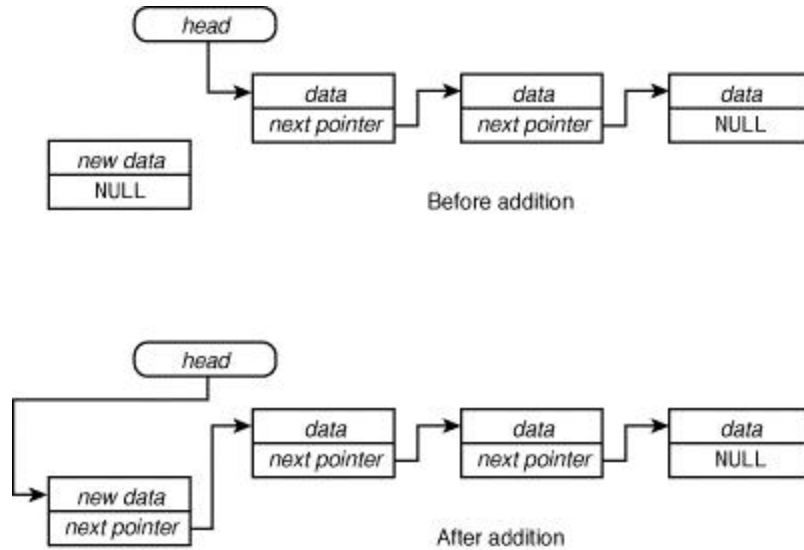 head
data data data
next pointer next pointer NULL
new data
NULL
Before addition
head
data data data
next pointer next pointer NULL
new data
next pointer
After addition